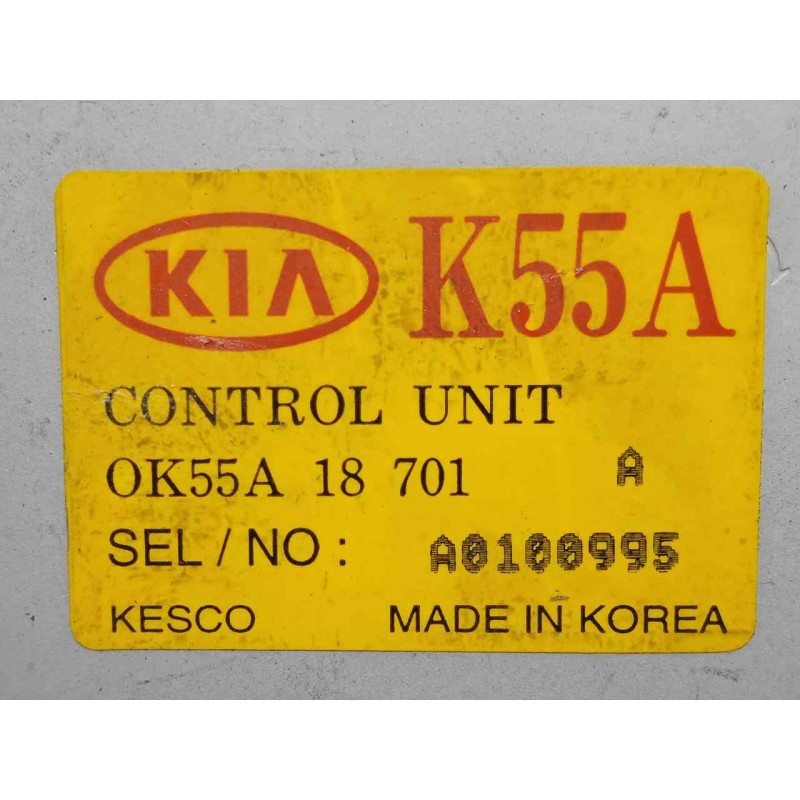 KIA K55A
CONTROL UNIT
OK55A 18 701 A
SEL / NO : A0100995
KESCO MADE IN KOREA